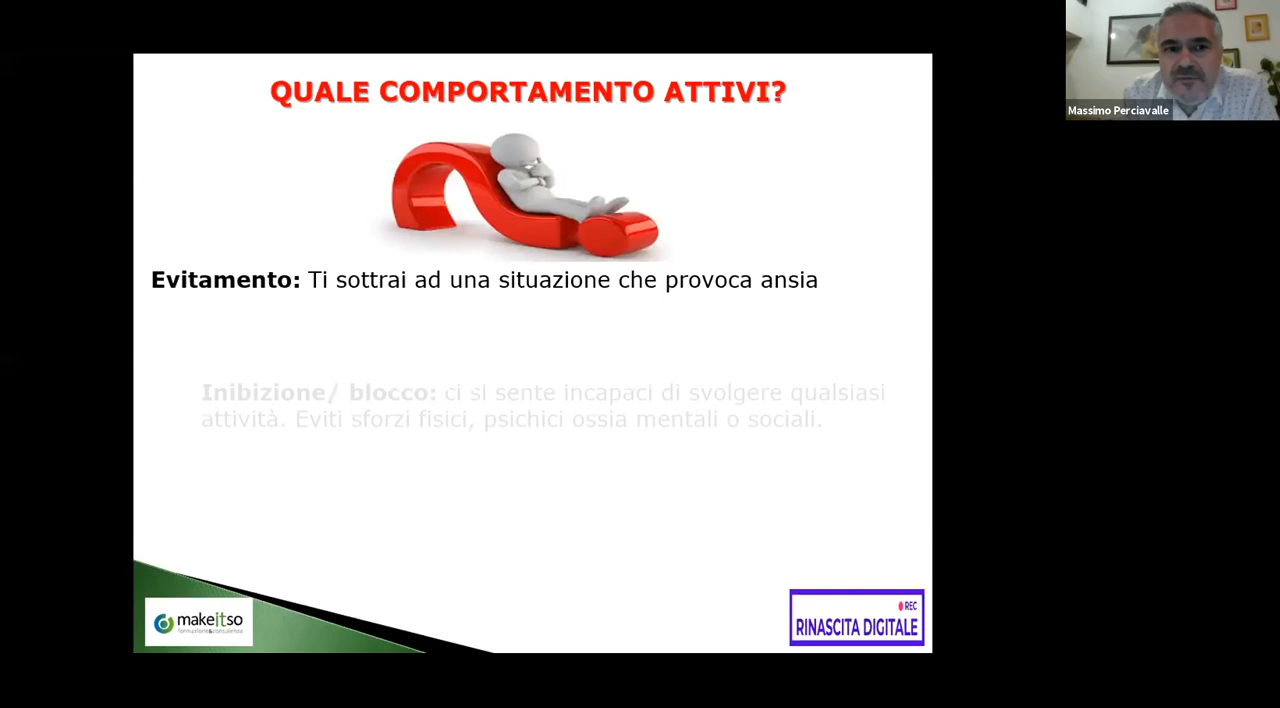 QUALE COMPORTAMENTO ATTIVI?
Massimo Perciavalle
Evitamento: Ti sottrai ad una situazione che provoca ansia
Inibizione/ blocco: ci si sente incapaci di svolgere qualsiasi
attività. Eviti sforzi fisici, psichici ossia mentali o sociali.
makeitso
formazione&consulenza
REC
RINASCITA DIGITALE